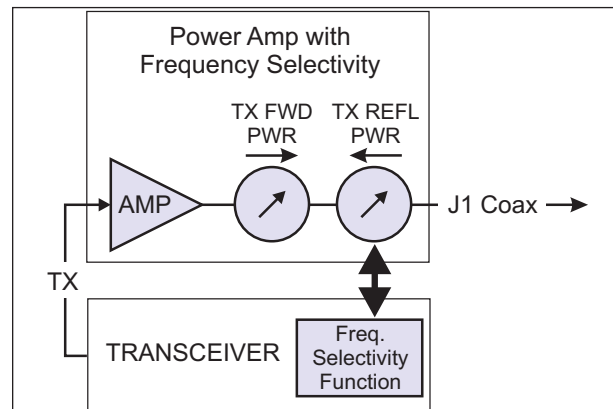 Power Amp with
Frequency Selectivity
TX FWD
PWR
TX REFL
PWR
AMP
J1 Coax
TX
TRANSCEIVER
Freq.
Selectivity
Function